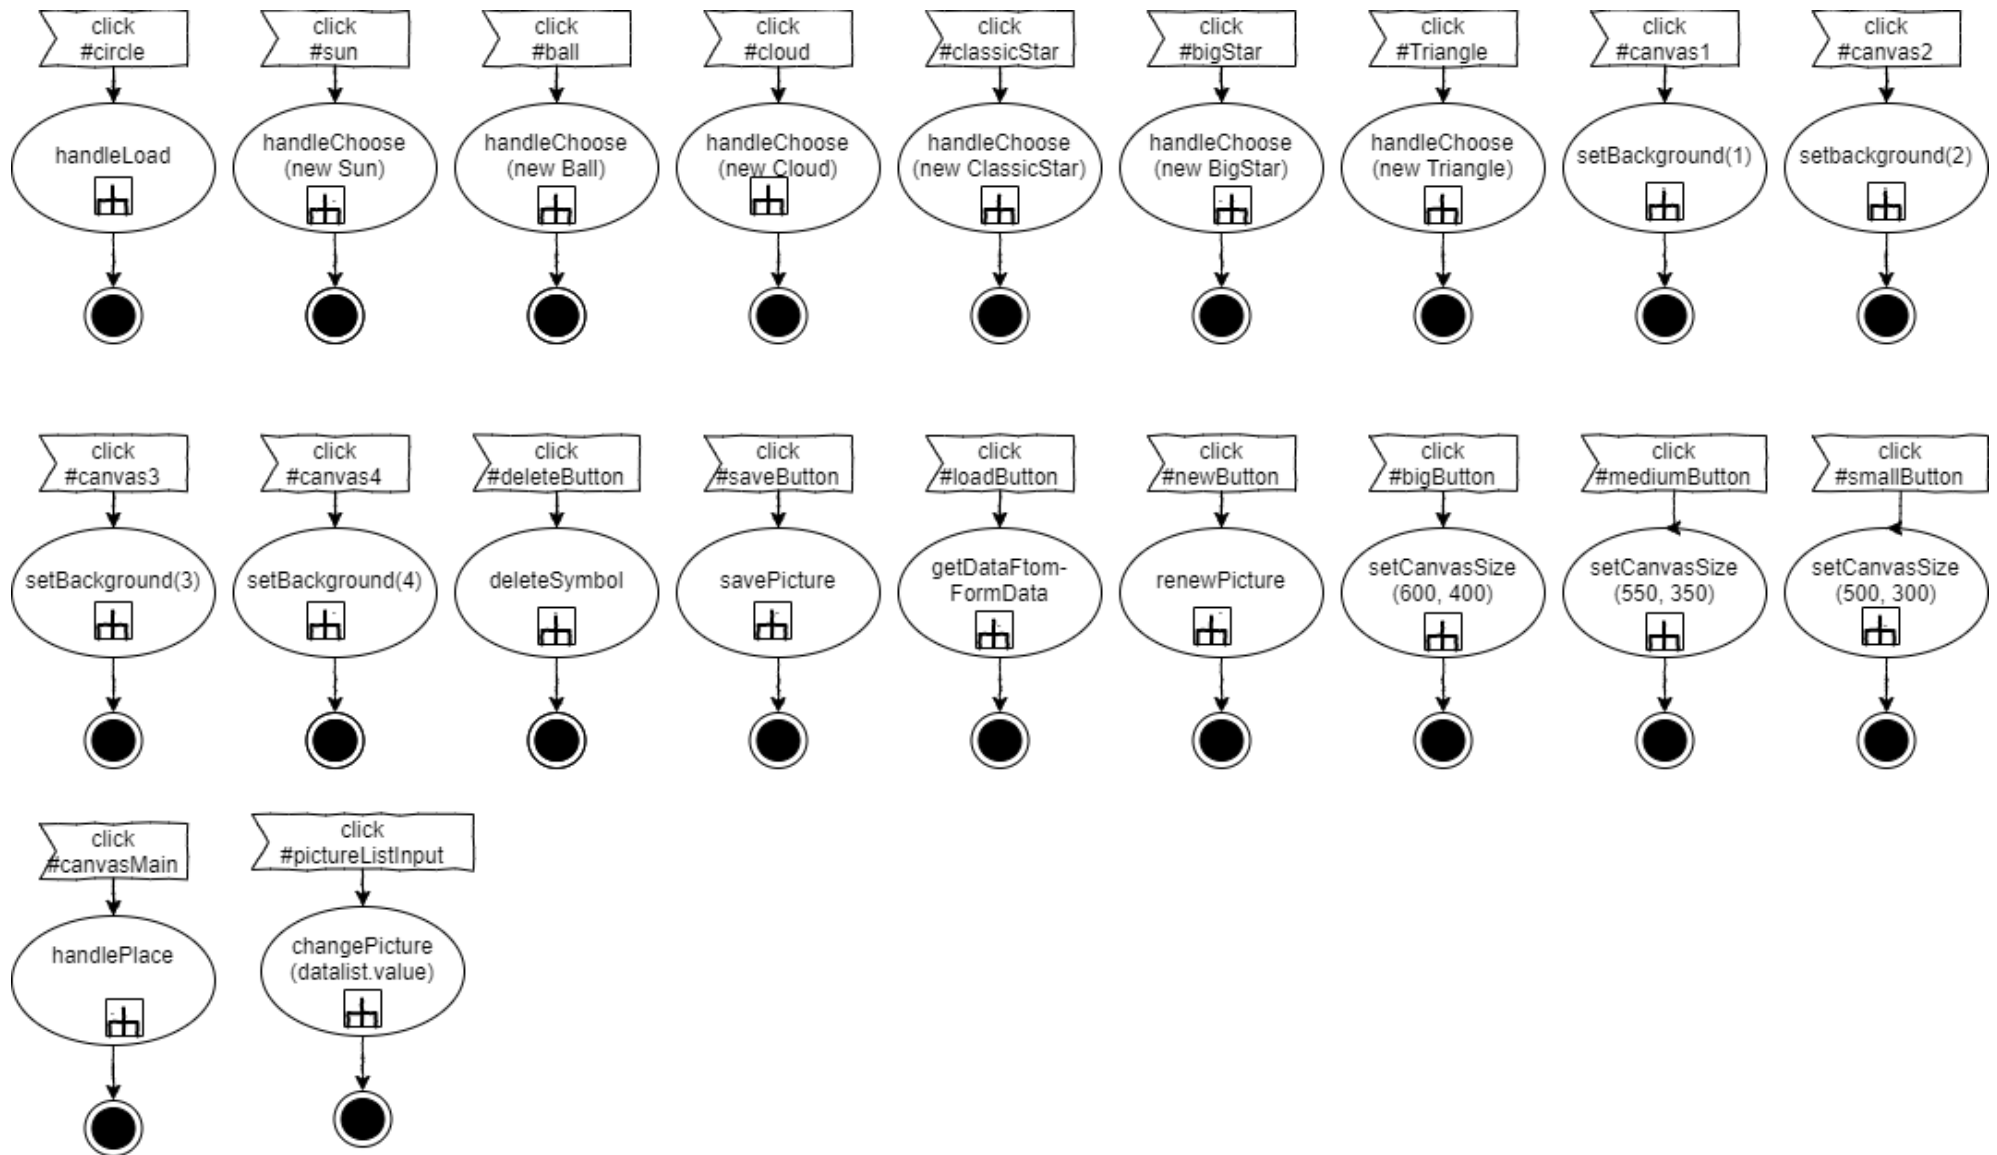 click
#circle
handleLoad
click
#sun
handleChoose
(new Sun)
click
#ball
handleChoose
(new Ball)
click
#cloud
handleChoose
(new Cloud)
click
#classicStar
handleChoose
(new ClassicStar)
click
#bigStar
handleChoose
(new BigStar)
click
#Triangle
handleChoose
(new Triangle)
click
#canvas1
setBackground(1)
click
#canvas2
setbackground(2)
click
#canvas3
setBackground(3)
click
#canvas4
setBackground(4)
click
#deleteButton
deleteSymbol
click
#saveButton
savePicture
click
#loadButton
getDataFtom-
FormData
click
#newButton
renewPicture
click
#bigButton
setCanvasSize
(600, 400)
click
#mediumButton
setCanvasSize
(550, 350)
click
#smallButton
setCanvasSize
(500, 300)
click
#canvasMain
handlePlace
click
#pictureListInput
changePicture
(datalist.value)